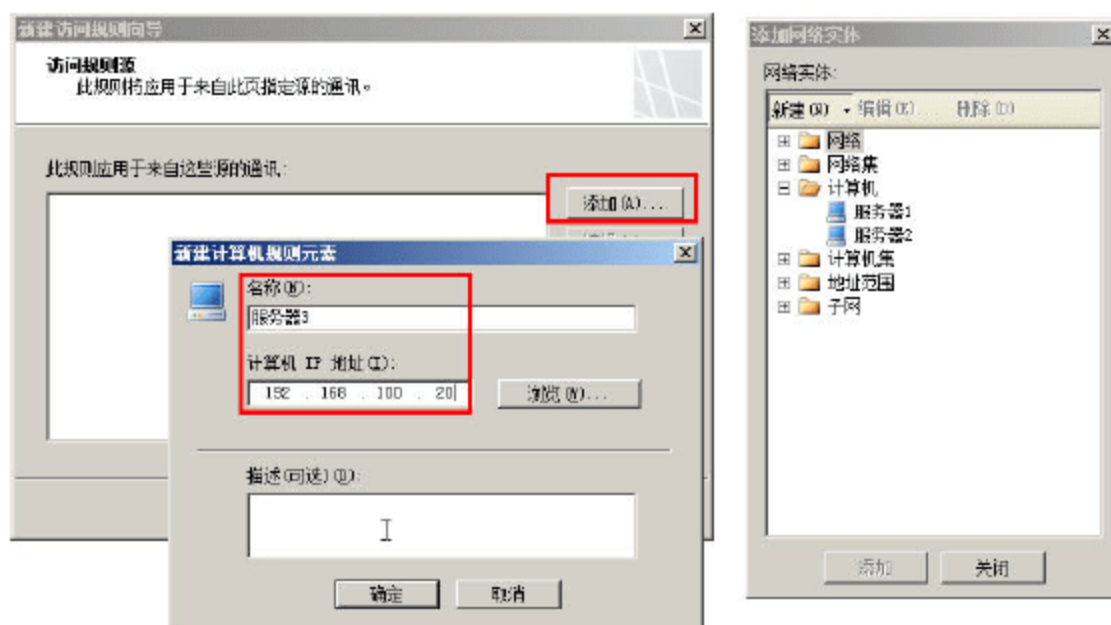 新建访问规则向导
访问规则源
此规则将应用于来自此页指定源的通讯。
此规则应用于来自这些源的通讯:
添加(A)...
新建计算机规则元素
名称(N):
服务器3
计算机 IP 地址(I):
192 . 168 . 100 . 20
浏览(W)...
描述(可选)(D):
确定
取消
添加网络实体
网络实体:
新建(N) 编辑(E)... 删除(D)
网络
网络集
计算机
服务器1
服务器2
计算机集
地址范围
子网
添加
关闭